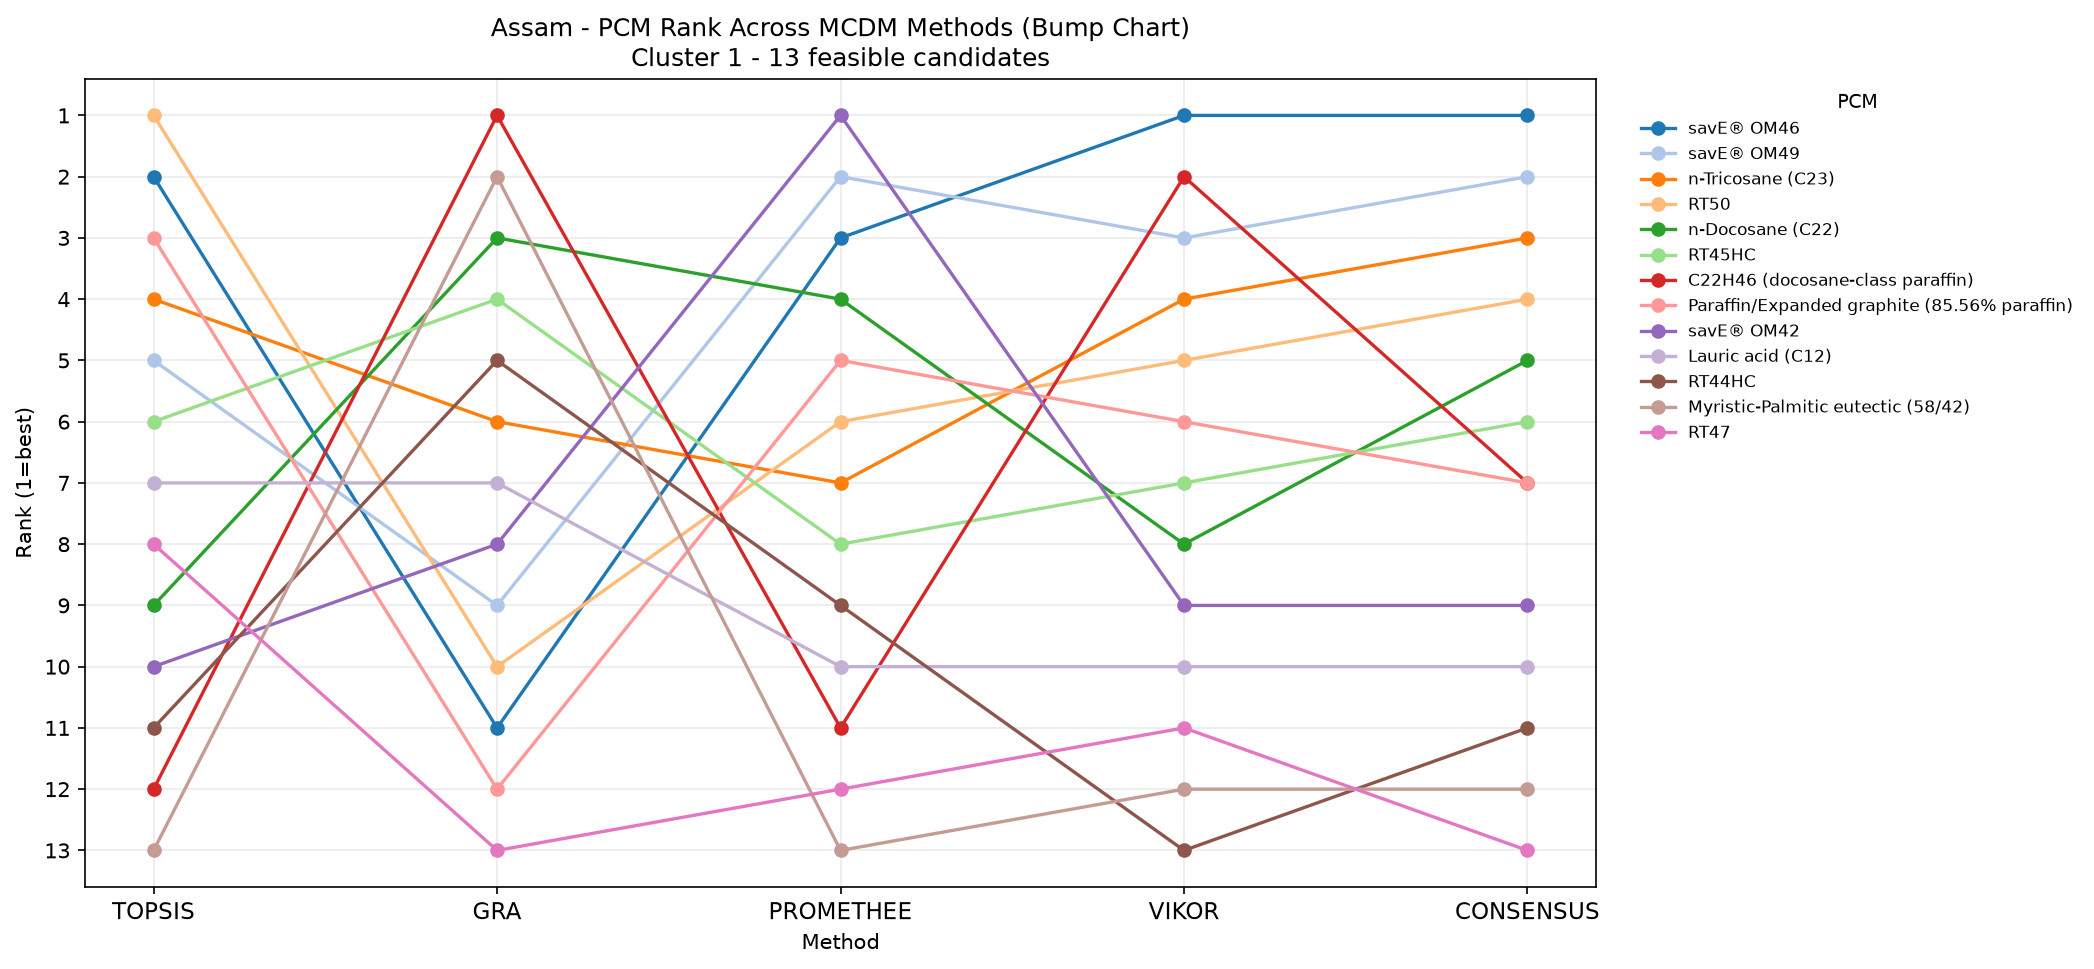 Assam - PCM Rank Across MCDM Methods (Bump Chart)
Cluster 1 - 13 feasible candidates
Rank (1=best)
1
2
3
4
5
6
7
8
9
10
11
12
13
TOPSIS
GRA
PROMETHEE
VIKOR
CONSENSUS
Method
PCM
savE® OM46
savE® OM49
n-Tricosane (C23)
RT50
n-Docosane (C22)
RT45HC
C22H46 (docosane-class paraffin)
Paraffin/Expanded graphite (85.56% paraffin)
savE® OM42
Lauric acid (C12)
RT44HC
Myristic-Palmitic eutectic (58/42)
RT47